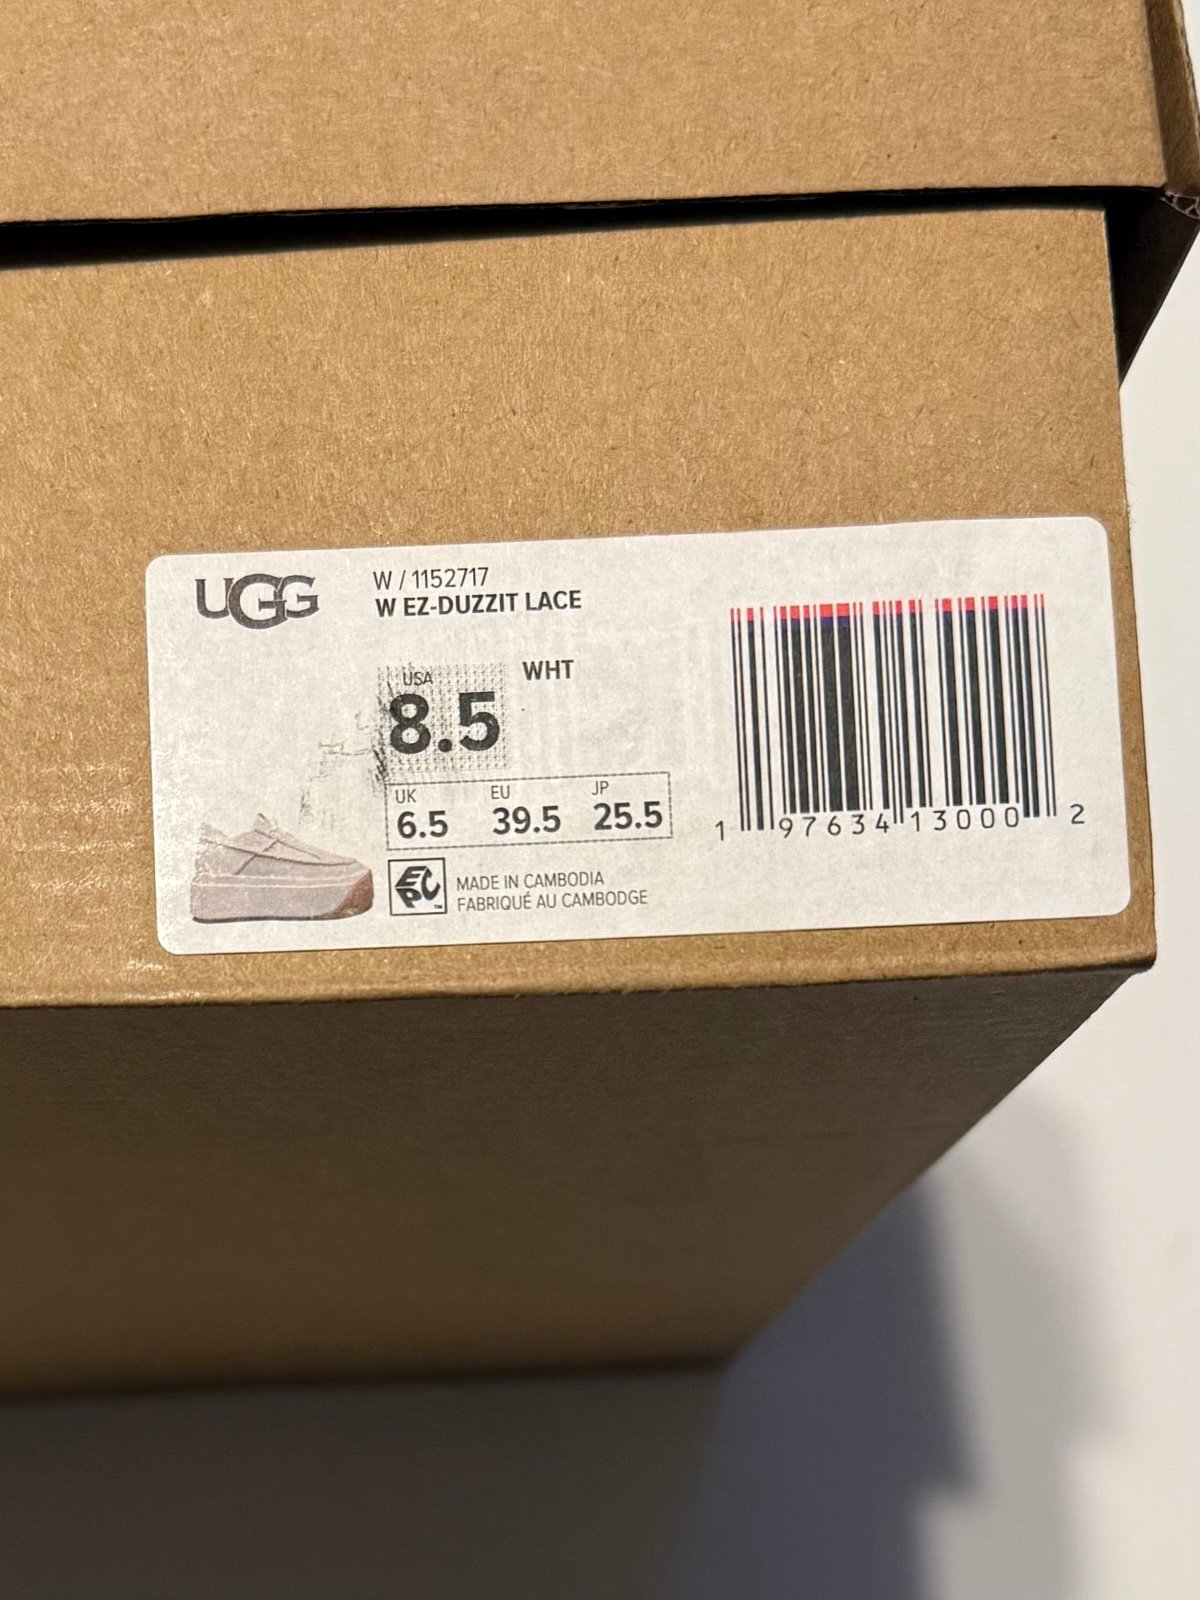 UGG
W / 1152717
W EZ-DUZZIT LACE
USA
8.5
WHT
UK EU JP
6.5 39.5 25.5
EPC
MADE IN CAMBODIA
FABRIQUÉ AU CAMBODGE
1 97634 13000 2